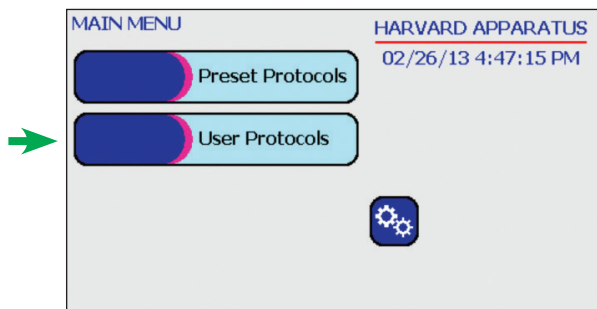 MAIN MENU
HARVARD APPARATUS
02/26/13 4:47:15 PM
Preset Protocols
User Protocols